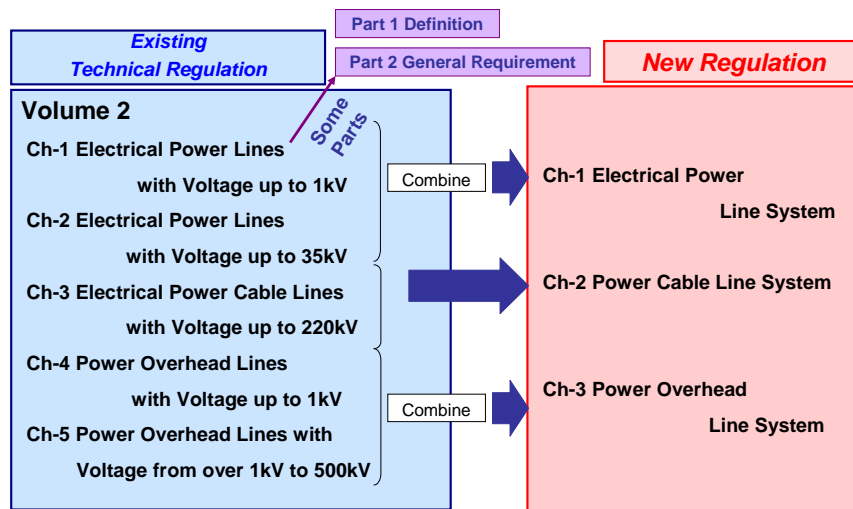 Existing
Technical Regulation
Part 1 Definition
Part 2 General Requirement
New Regulation
Volume 2
Some
Parts
Ch-1 Electrical Power Lines
with Voltage up to 1kV
Ch-2 Electrical Power Lines
with Voltage up to 35kV
Ch-3 Electrical Power Cable Lines
with Voltage up to 220kV
Ch-4 Power Overhead Lines
with Voltage up to 1kV
Ch-5 Power Overhead Lines with
Voltage from over 1kV to 500kV
Combine
Combine
Ch-1 Electrical Power
Line System
Ch-2 Power Cable Line System
Ch-3 Power Overhead
Line System